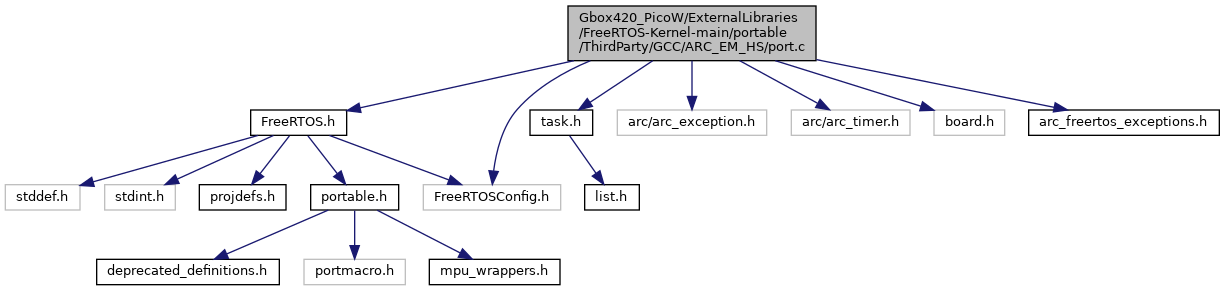 Gbox420_PicoW/ExternalLibraries
/FreeRTOS-Kernel-main/portable
/ThirdParty/GCC/ARC_EM_HS/port.c
FreeRTOS.h
task.h
arc/arc_exception.h
arc/arc_timer.h
board.h
arc_freertos_exceptions.h
stddef.h
stdint.h
projdefs.h
portable.h
FreeRTOSConfig.h
list.h
deprecated_definitions.h
portmacro.h
mpu_wrappers.h